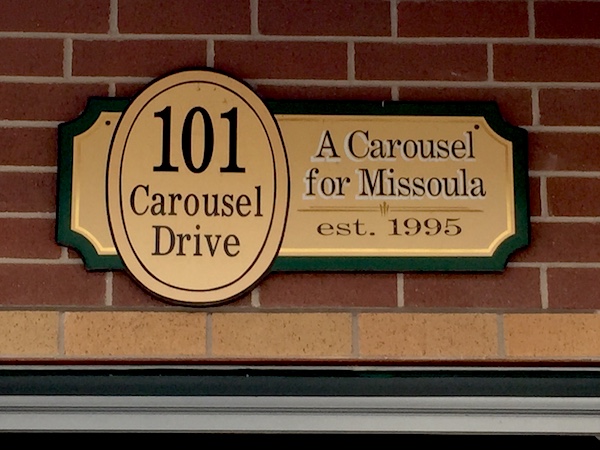 101
Carousel
Drive
A Carousel
for Missoula
est. 1995